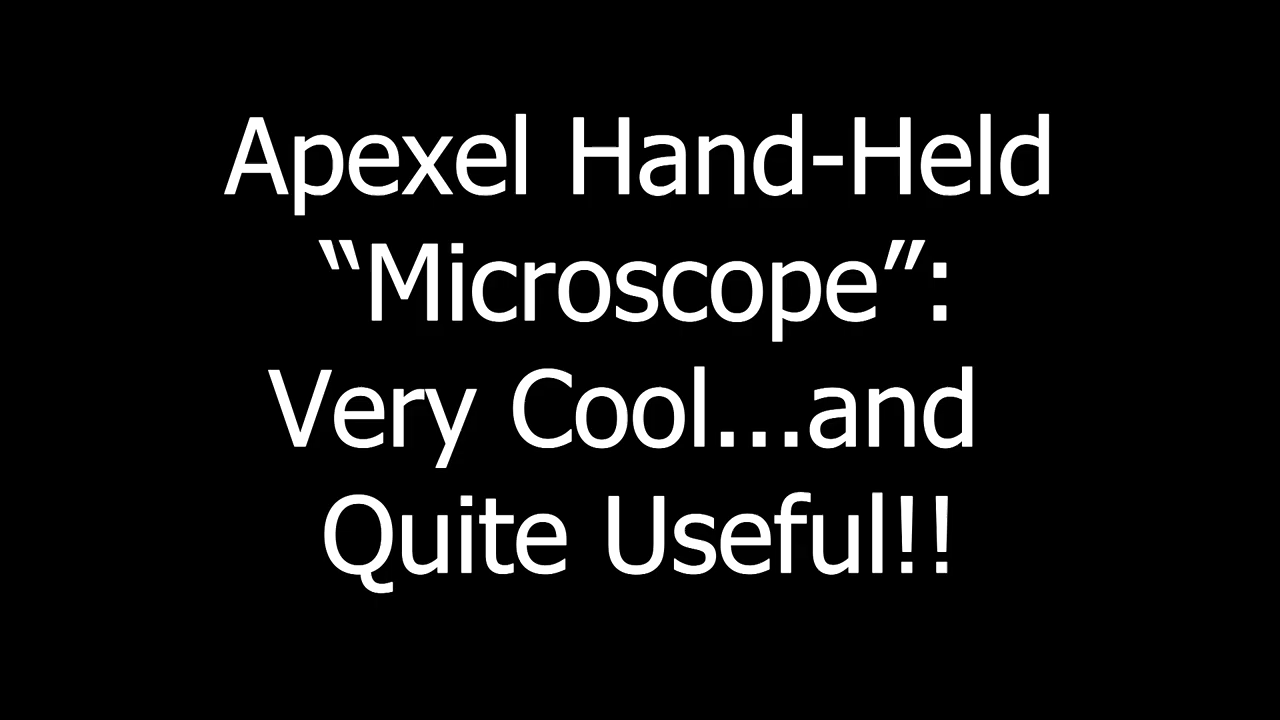 Apexel Hand-Held
“Microscope”:
Very Cool...and
Quite Useful!!